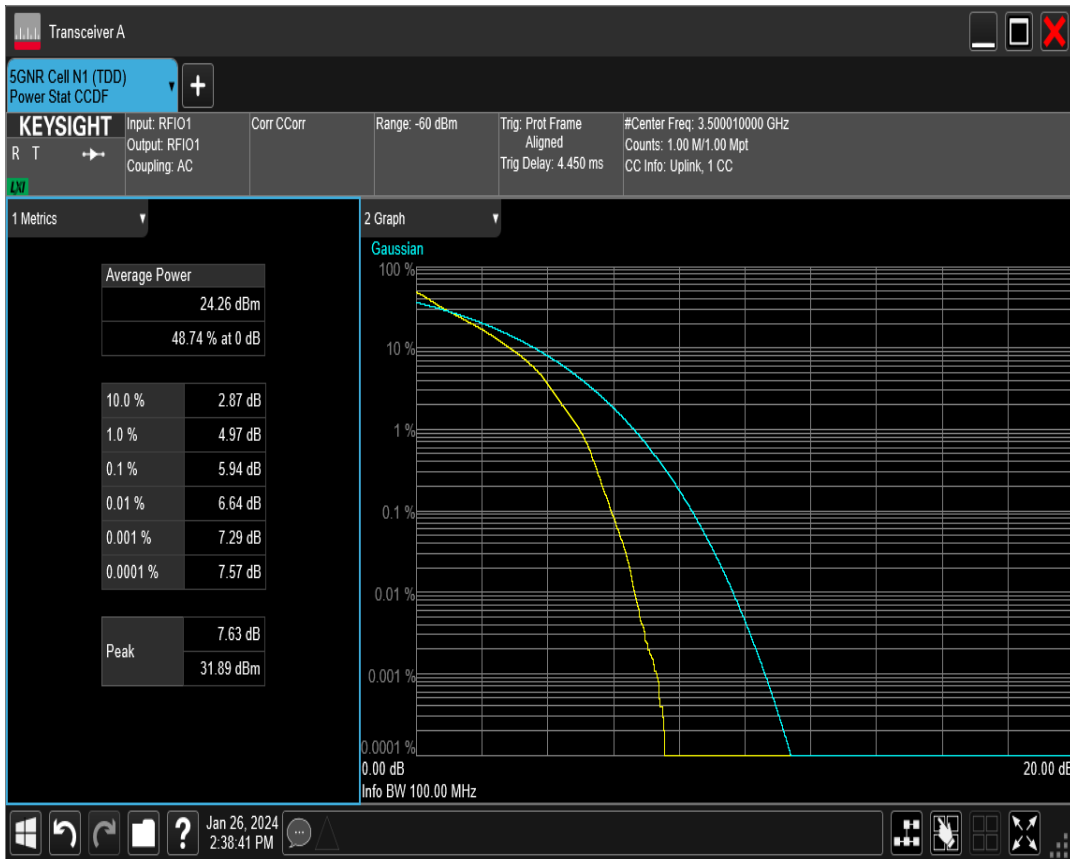 Transceiver A
5GNR Cell N1 (TDD)
Power Stat CCDF
+
KEYSIGHT
R T
LXI
Input: RFIO1
Output: RFIO1
Coupling: AC
Corr CCorr
Range: -60 dBm
Trig: Prot Frame
Aligned
Trig Delay: 4.450 ms
#Center Freq: 3.500010000 GHz
Counts: 1.00 M/1.00 Mpt
CC Info: Uplink, 1 CC
1 Metrics
Average Power
24.26 dBm
48.74 % at 0 dB
10.0 % 2.87 dB
1.0 % 4.97 dB
0.1 % 5.94 dB
0.01 % 6.64 dB
0.001 % 7.29 dB
0.0001 % 7.57 dB
Peak
7.63 dB
31.89 dBm
2 Graph
Gaussian
100 %
10 %
1 %
0.1 %
0.01 %
0.001 %
0.0001 %
0.00 dB 20.00 dB
Info BW 100.00 MHz
?
Jan 26, 2024
2:38:41 PM